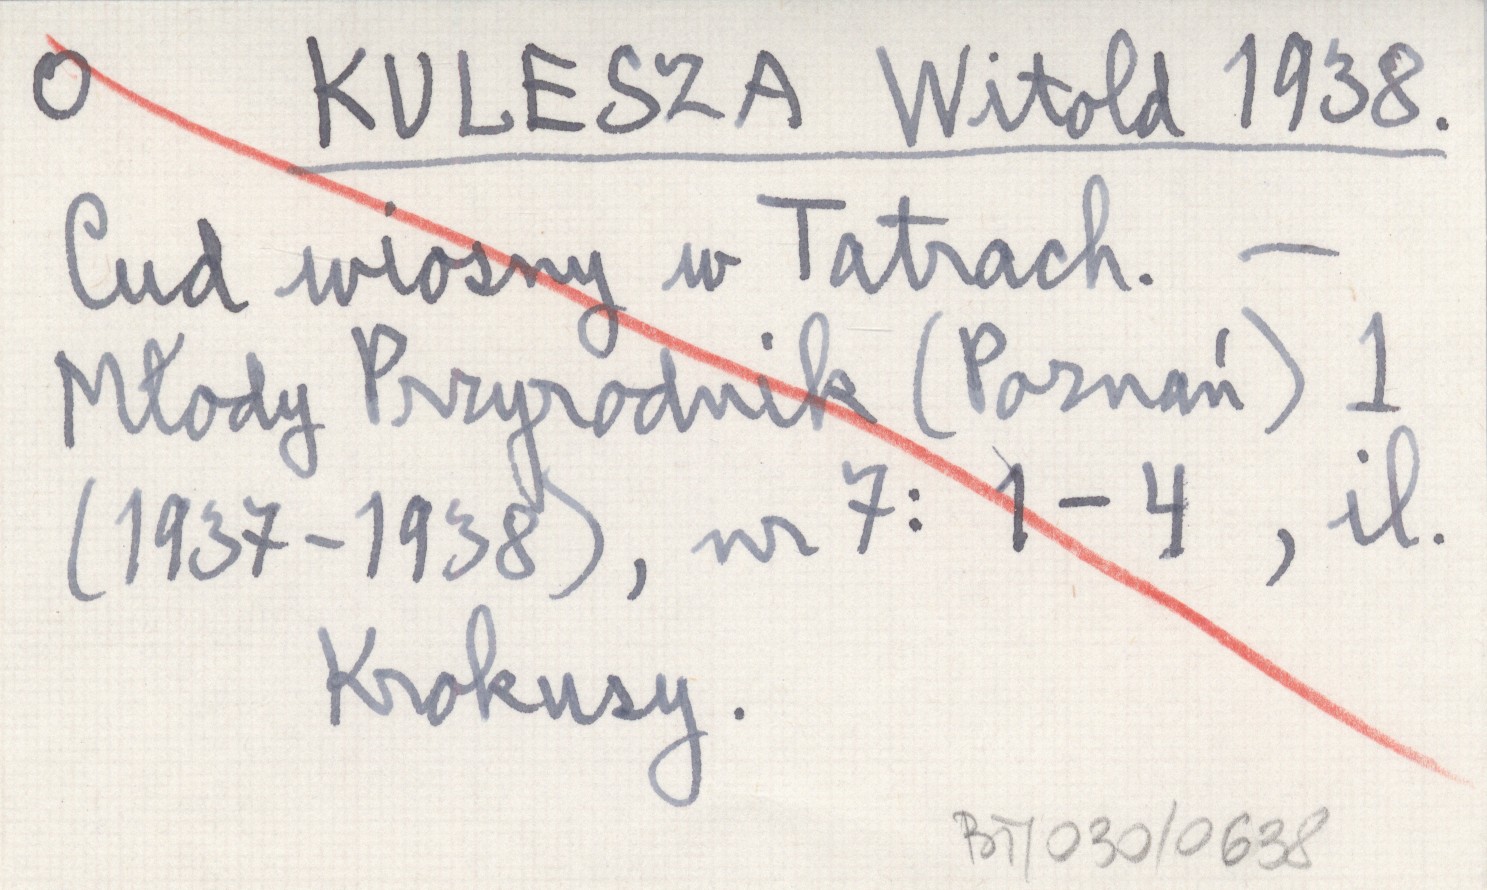 O KULESZA Witold 1938.
Cud wiosny w Tatrach. —
Młody Przyrodnik (Poznań) 1
(1937-1938), nr 7: 1-4, il.
Krokusy.
BT/030/0638